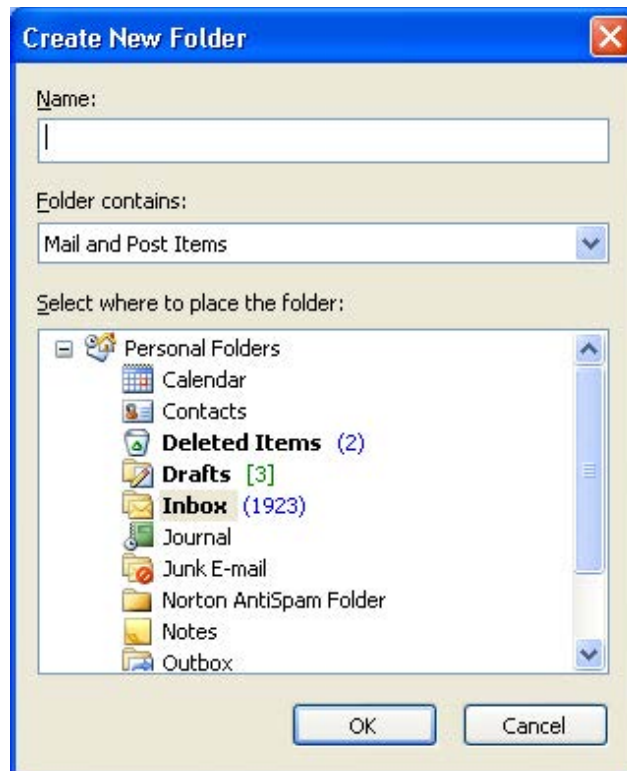 Create New Folder
Name:
Folder contains:
Mail and Post Items
Select where to place the folder:
Personal Folders
Calendar
Contacts
Deleted Items (2)
Drafts [3]
Inbox (1923)
Journal
Junk E-mail
Norton AntiSpam Folder
Notes
Outbox
OK Cancel